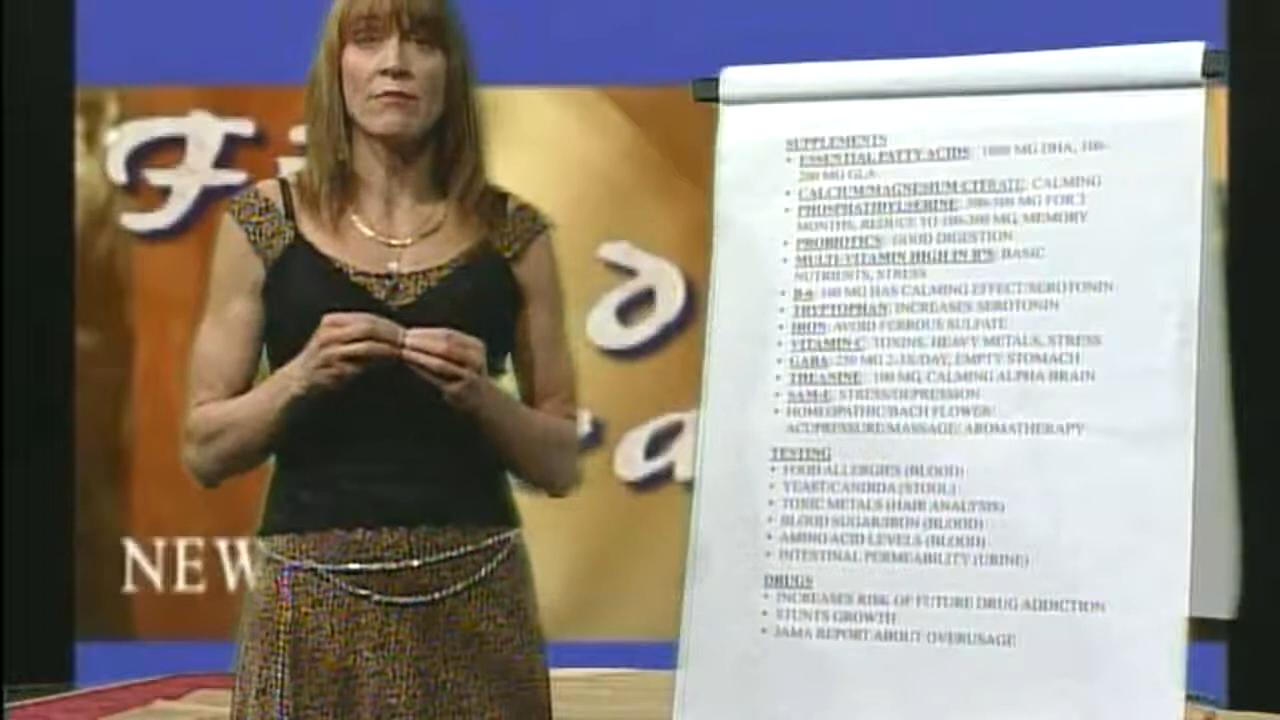 Fi
d
ra
NEW
SUPPLEMENTS
• ESSENTIAL FATTY ACIDS: 1000 MG DHA, 100-
200 MG GLA
• CALCIUM/MAGNESIUM CITRATE: CALMING
• PHOSPHATHYLSERINE: 300-500 MG FOR 3
MONTHS, REDUCE TO 100-300 MG, MEMORY
• PROBIOTICS: GOOD DIGESTION
• MULTI-VITAMIN HIGH IN B'S: BASIC
NUTRIENTS, STRESS
• B-6: 100 MG HAS CALMING EFFECT/SEROTONIN
• TRYPTOPHAN: INCREASES SEROTONIN
• IRON: AVOID FERROUS SULFATE
• VITAMIN C: TOXINS, HEAVY METALS, STRESS
• GABA: 250 MG 2-3X/DAY, EMPTY STOMACH
• THEANINE: 100 MG, CALMING ALPHA BRAIN
• SAM-E: STRESS/DEPRESSION
• HOMEOPATHIC/BACH FLOWER/
ACUPRESSURE/MASSAGE/ AROMATHERAPY
TESTING
• FOOD ALLERGIES (BLOOD)
• YEAST/CANDIDA (STOOL)
• TOXIC METALS (HAIR ANALYSIS)
• BLOOD SUGAR/IRON (BLOOD)
• AMINO ACID LEVELS (BLOOD)
• INTESTINAL PERMEABILITY (URINE)
DRUGS
• INCREASES RISK OF FUTURE DRUG ADDICTION
• STUNTS GROWTH
• JAMA REPORT ABOUT OVERUSAGE